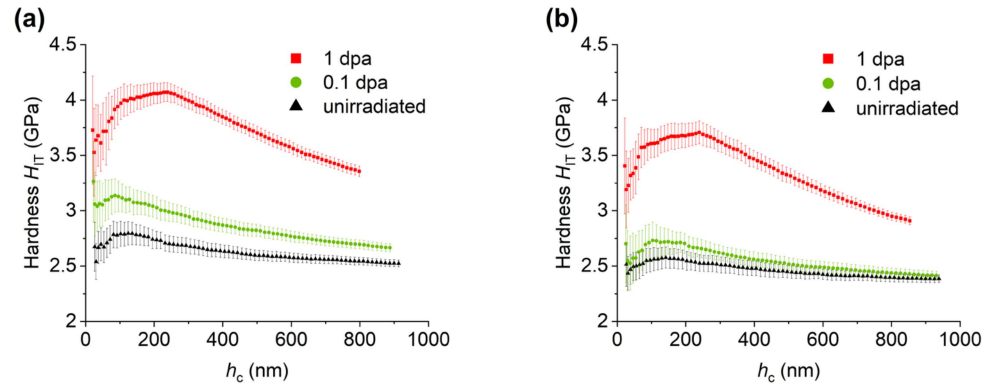 (a)
4.5
4
3.5
3
2.5
2
Hardness H_IT (GPa)
1 dpa
0.1 dpa
unirradiated
0 200 400 600 800 1000
h_c (nm)
(b)
4.5
4
3.5
3
2.5
2
Hardness H_IT (GPa)
1 dpa
0.1 dpa
unirradiated
0 200 400 600 800 1000
h_c (nm)